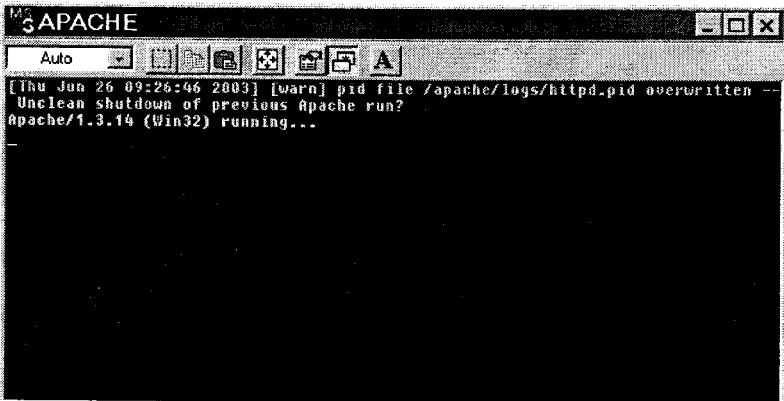 MS APACHE
Auto
A
[Thu Jun 26 09:26:46 2003] [warn] pid file /apache/logs/httpd.pid overwritten --
Unclean shutdown of previous Apache run?
Apache/1.3.14 (Win32) running...